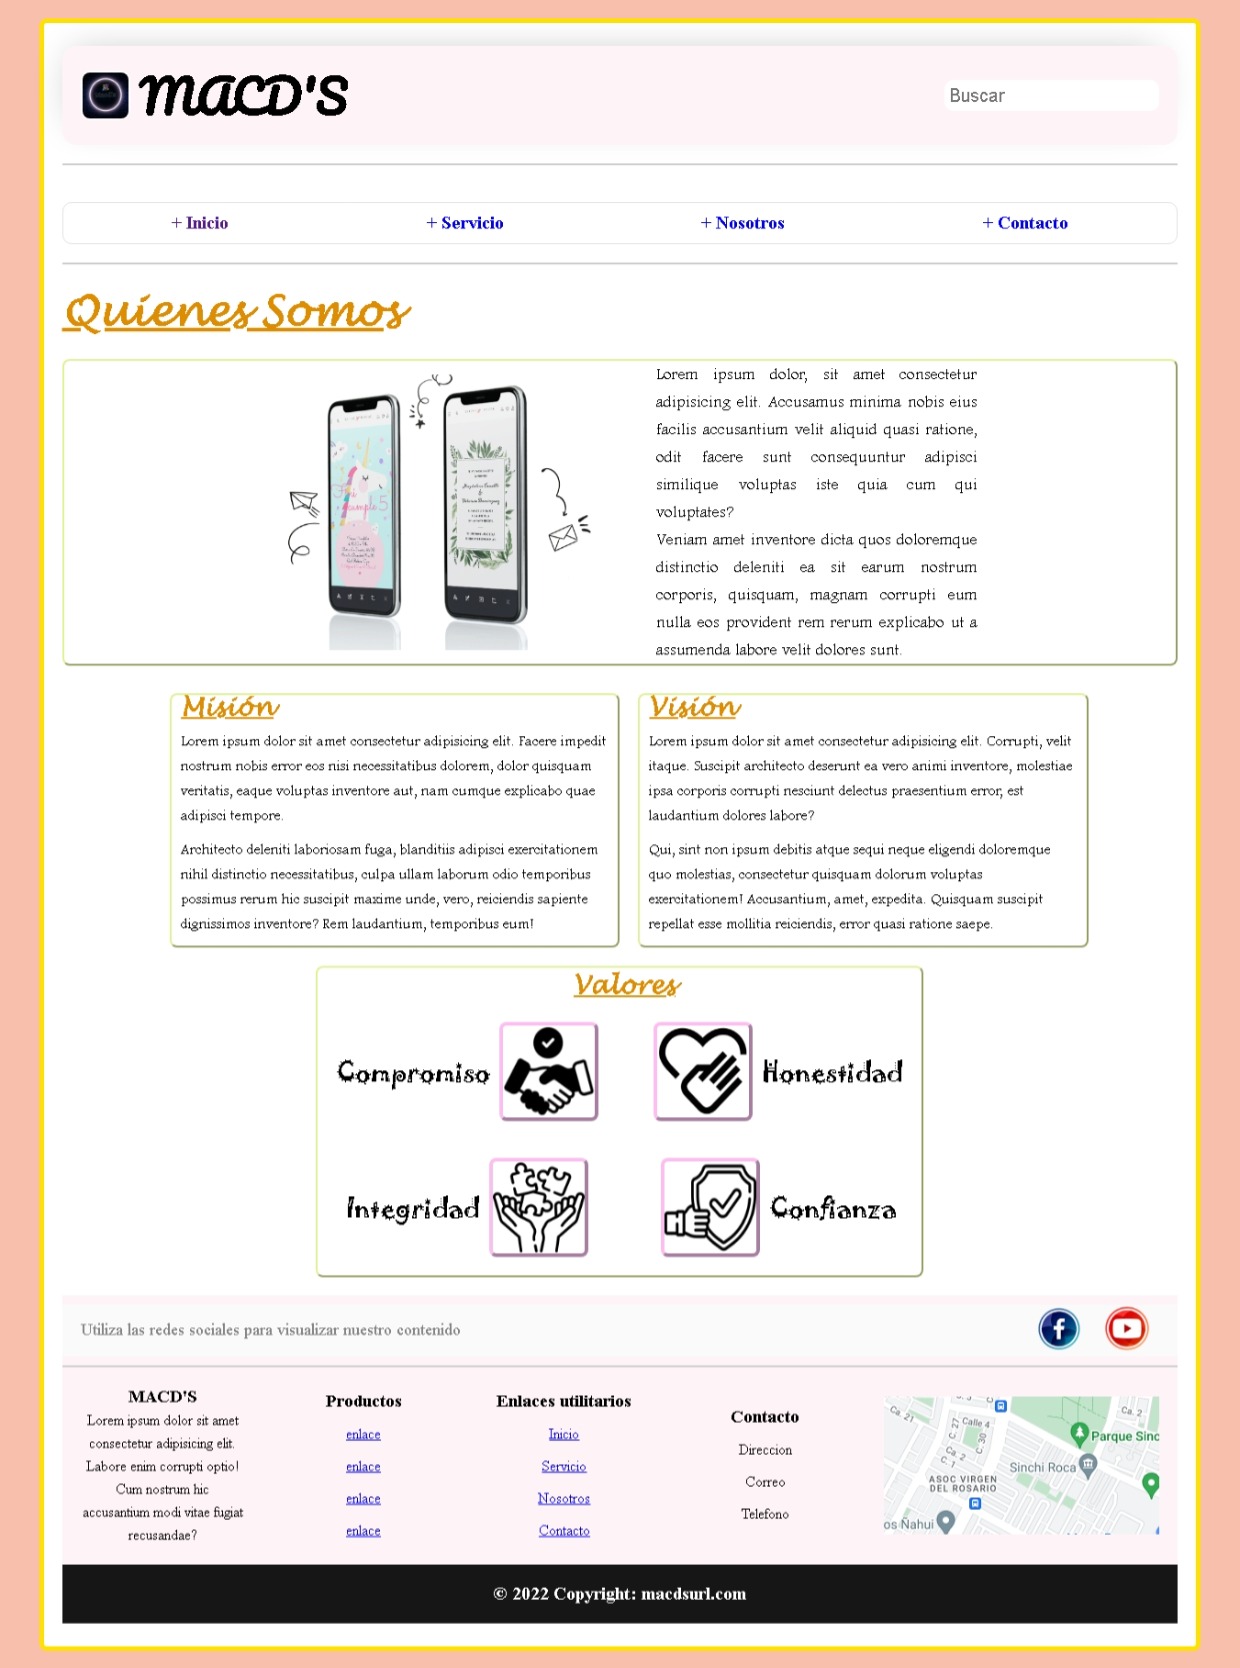 MACD'S
Buscar
+ Inicio
+ Servicio
+ Nosotros
+ Contacto
Quienes Somos
Lorem ipsum dolor, sit amet consectetur
adipisicing elit. Accusamus minima nobis eius
facilis accusantium velit aliquid quasi ratione,
odit facere sunt consequuntur adipisci
similique voluptas iste quia cum qui
voluptates?
Veniam amet inventore dicta quos doloremque
distinctio deleniti ea sit earum nostrum
corporis, quisquam, magnam corrupti eum
nulla eos provident rem rerum explicabo ut a
assumenda labore velit dolores sunt.
Misión
Lorem ipsum dolor sit amet consectetur adipisicing elit. Facere impedit
nostrum nobis error eos nisi necessitatibus dolorem, dolor quisquam
veritatis, eaque voluptas inventore aut, nam cumque explicabo quae
adipisci tempore.
Architecto deleniti laboriosam fuga, blanditiis adipisci exercitationem
nihil distinctio necessitatibus, culpa ullam laborum odio temporibus
possimus rerum hic suscipit maxime unde, vero, reiciendis sapiente
dignissimos inventore? Rem laudantium, temporibus eum!
Visión
Lorem ipsum dolor sit amet consectetur adipisicing elit. Corrupti, velit
itaque. Suscipit architecto deserunt ea vero animi inventore, molestiae
ipsa corporis corrupti nesciunt delectus praesentium error, est
laudantium dolores labore?
Qui, sint non ipsum debitis atque sequi neque eligendi doloremque
quo molestias, consectetur quisquam dolorum voluptas
exercitationem! Accusantium, amet, expedita. Quisquam suscipit
repellat esse mollitia reiciendis, error quasi ratione saepe.
Valores
Compromiso
Honestidad
Integridad
Confianza
Utiliza las redes sociales para visualizar nuestro contenido
MACD'S
Lorem ipsum dolor sit amet
consectetur adipisicing elit.
Labore enim corrupti optio!
Cum nostrum hic
accusantium modi vitae fugiat
recusandae?
Productos
enlace
enlace
enlace
enlace
Enlaces utilitarios
Inicio
Servicio
Nosotros
Contacto
Contacto
Direccion
Correo
Telefono
Ca. 21
C. 27
Calle 4
C. 30
Ca. 2
C. 1
Ca. 2
Parque Sinc
Sinchi Roca
ASOC VIRGEN
DEL ROSARIO
os Ñahui
© 2022 Copyright: macdsurl.com